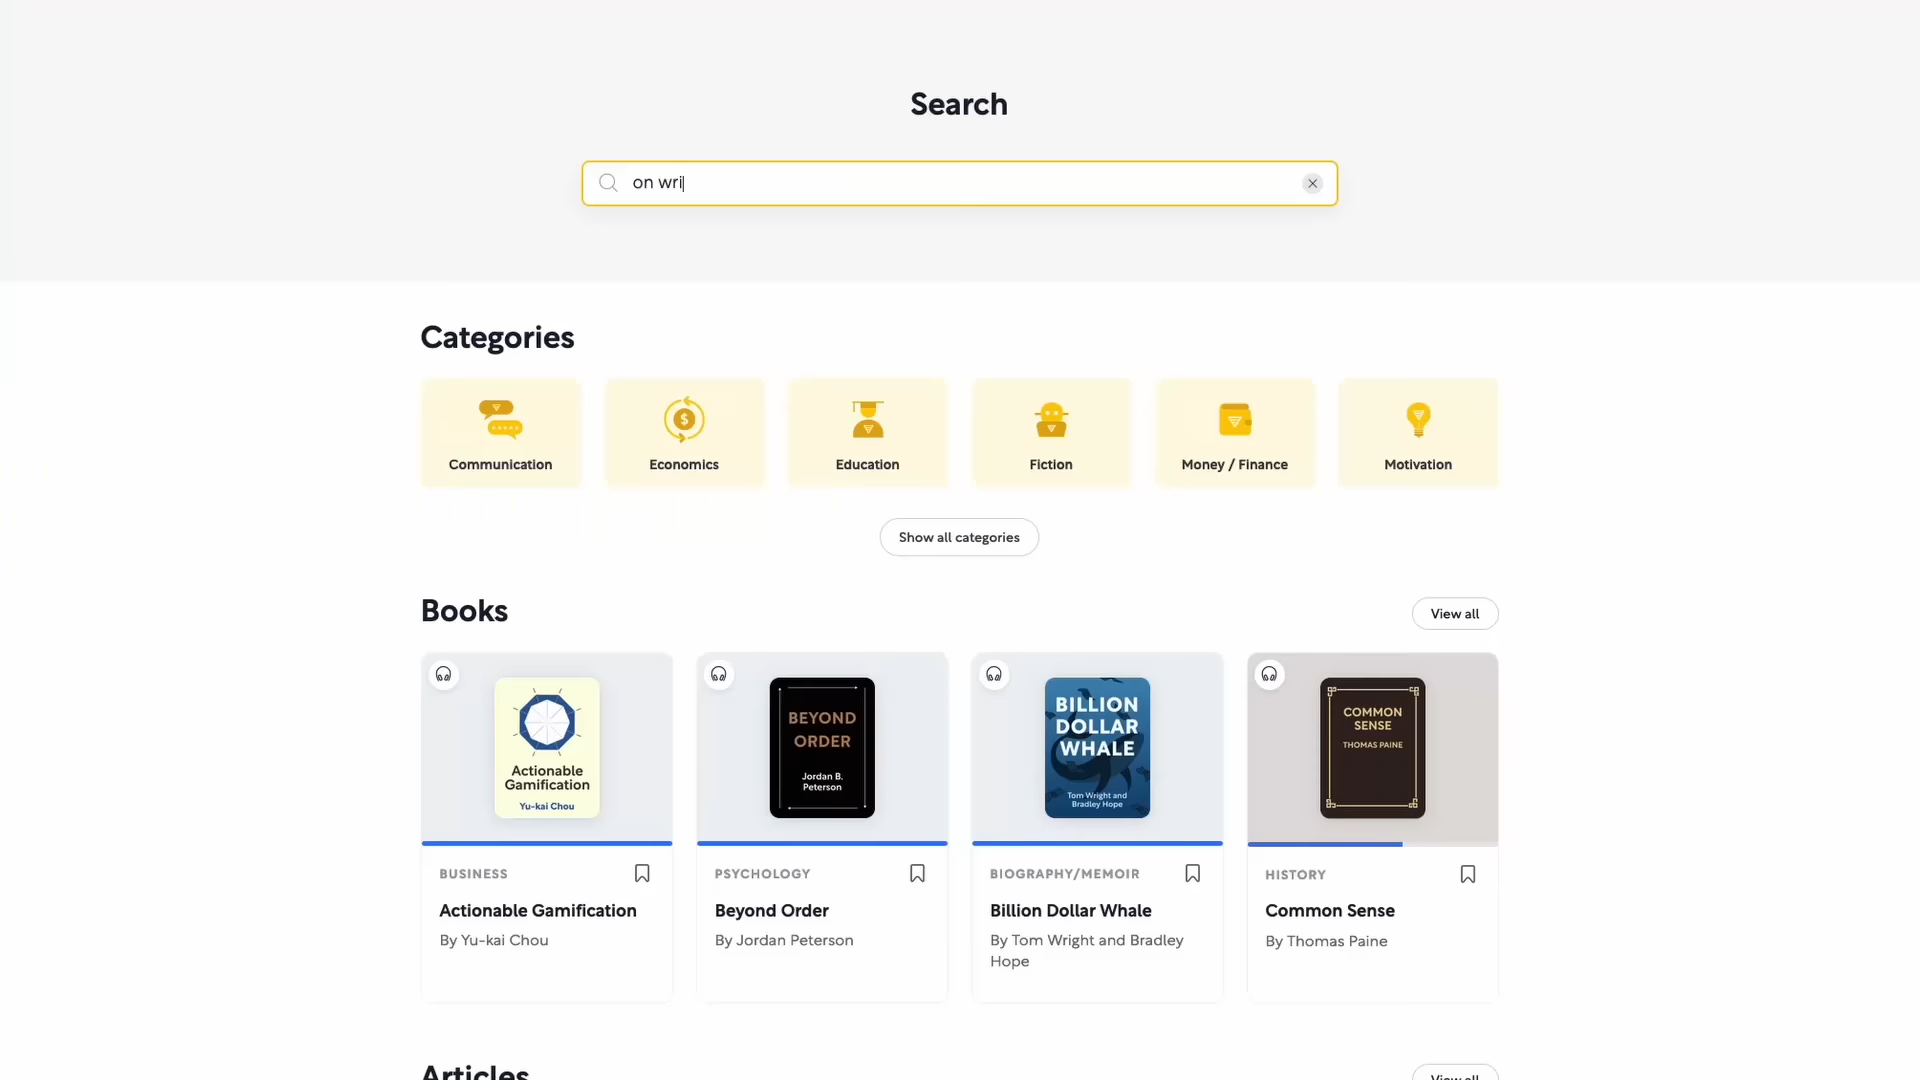 Search
on wri
Categories
Communication
Economics
Education
Fiction
Money / Finance
Motivation
Show all categories
Books
View all
Actionable
Gamification
Yu-kai Chou
BEYOND
ORDER
Jordan B.
Peterson
BILLION
DOLLAR
WHALE
Tom Wright and
Bradley Hope
COMMON
SENSE
THOMAS PAINE
BUSINESS
Actionable Gamification
By Yu-kai Chou
PSYCHOLOGY
Beyond Order
By Jordan Peterson
BIOGRAPHY/MEMOIR
Billion Dollar Whale
By Tom Wright and Bradley
Hope
HISTORY
Common Sense
By Thomas Paine
Articles
View all